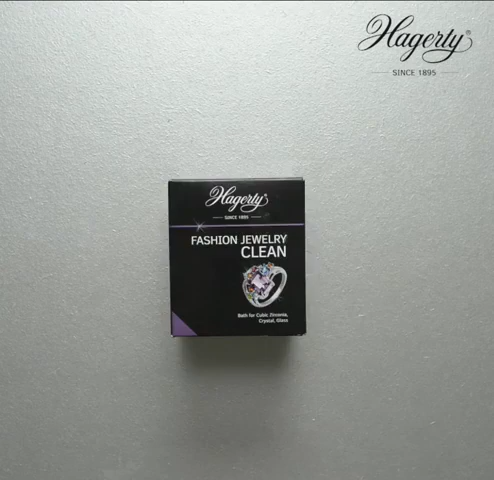 Hagerty®
SINCE 1895
Hagerty®
SINCE 1895
FASHION JEWELRY
CLEAN
Bath for Cubic Zirconia,
Crystal, Glass